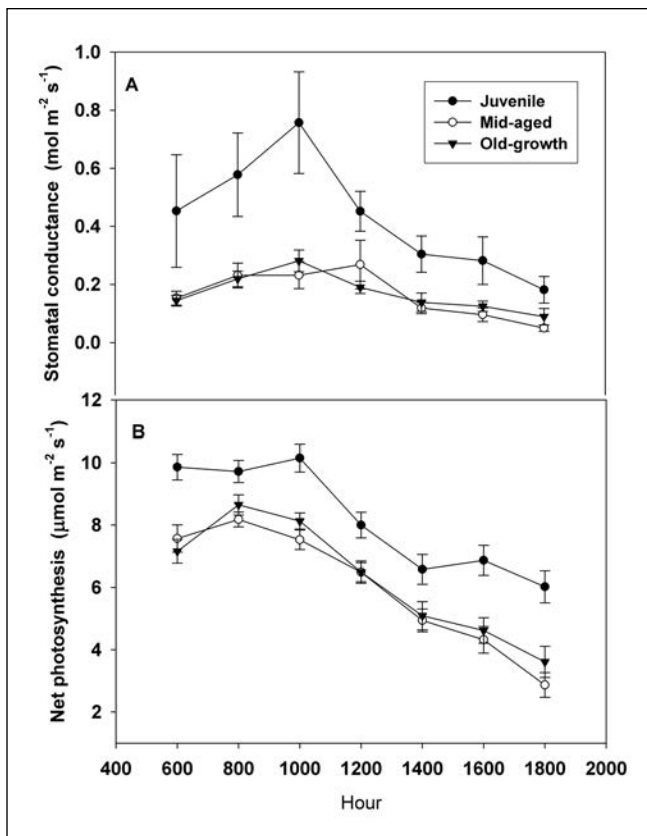 A
Stomatal conductance (mol m⁻² s⁻¹)
1.0
0.8
0.6
0.4
0.2
0.0
Juvenile
Mid-aged
Old-growth
B
Net photosynthesis (μmol m⁻² s⁻¹)
12
10
8
6
4
2
400 600 800 1000 1200 1400 1600 1800 2000
Hour